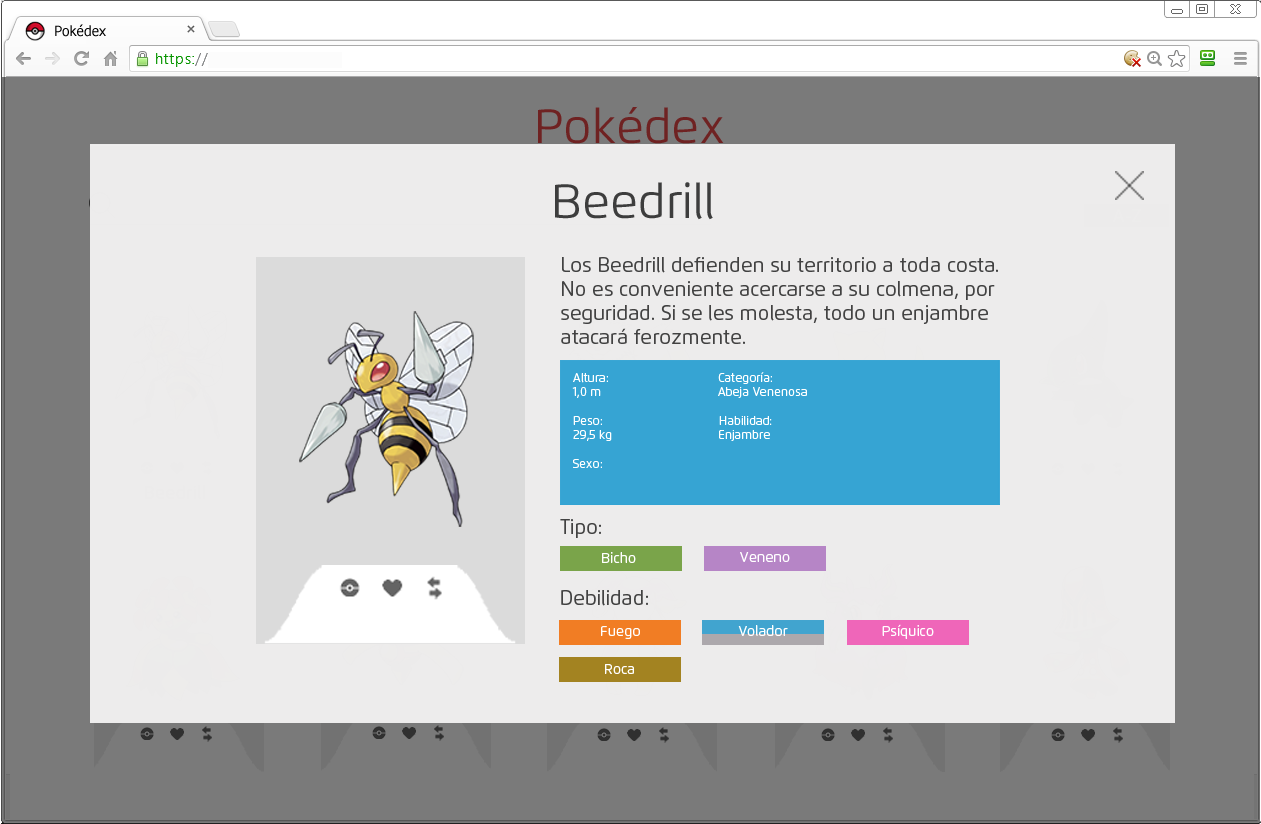 Pokédex
https://
Pokédex
Beedrill
Los Beedrill defienden su territorio a toda costa.
No es conveniente acercarse a su colmena, por
seguridad. Si se les molesta, todo un enjambre
atacará ferozmente.
Altura:
1,0 m
Categoría:
Abeja Venenosa
Peso:
29,5 kg
Habilidad:
Enjambre
Sexo:
Tipo:
Bicho Veneno
Debilidad:
Fuego Volador Psíquico
Roca